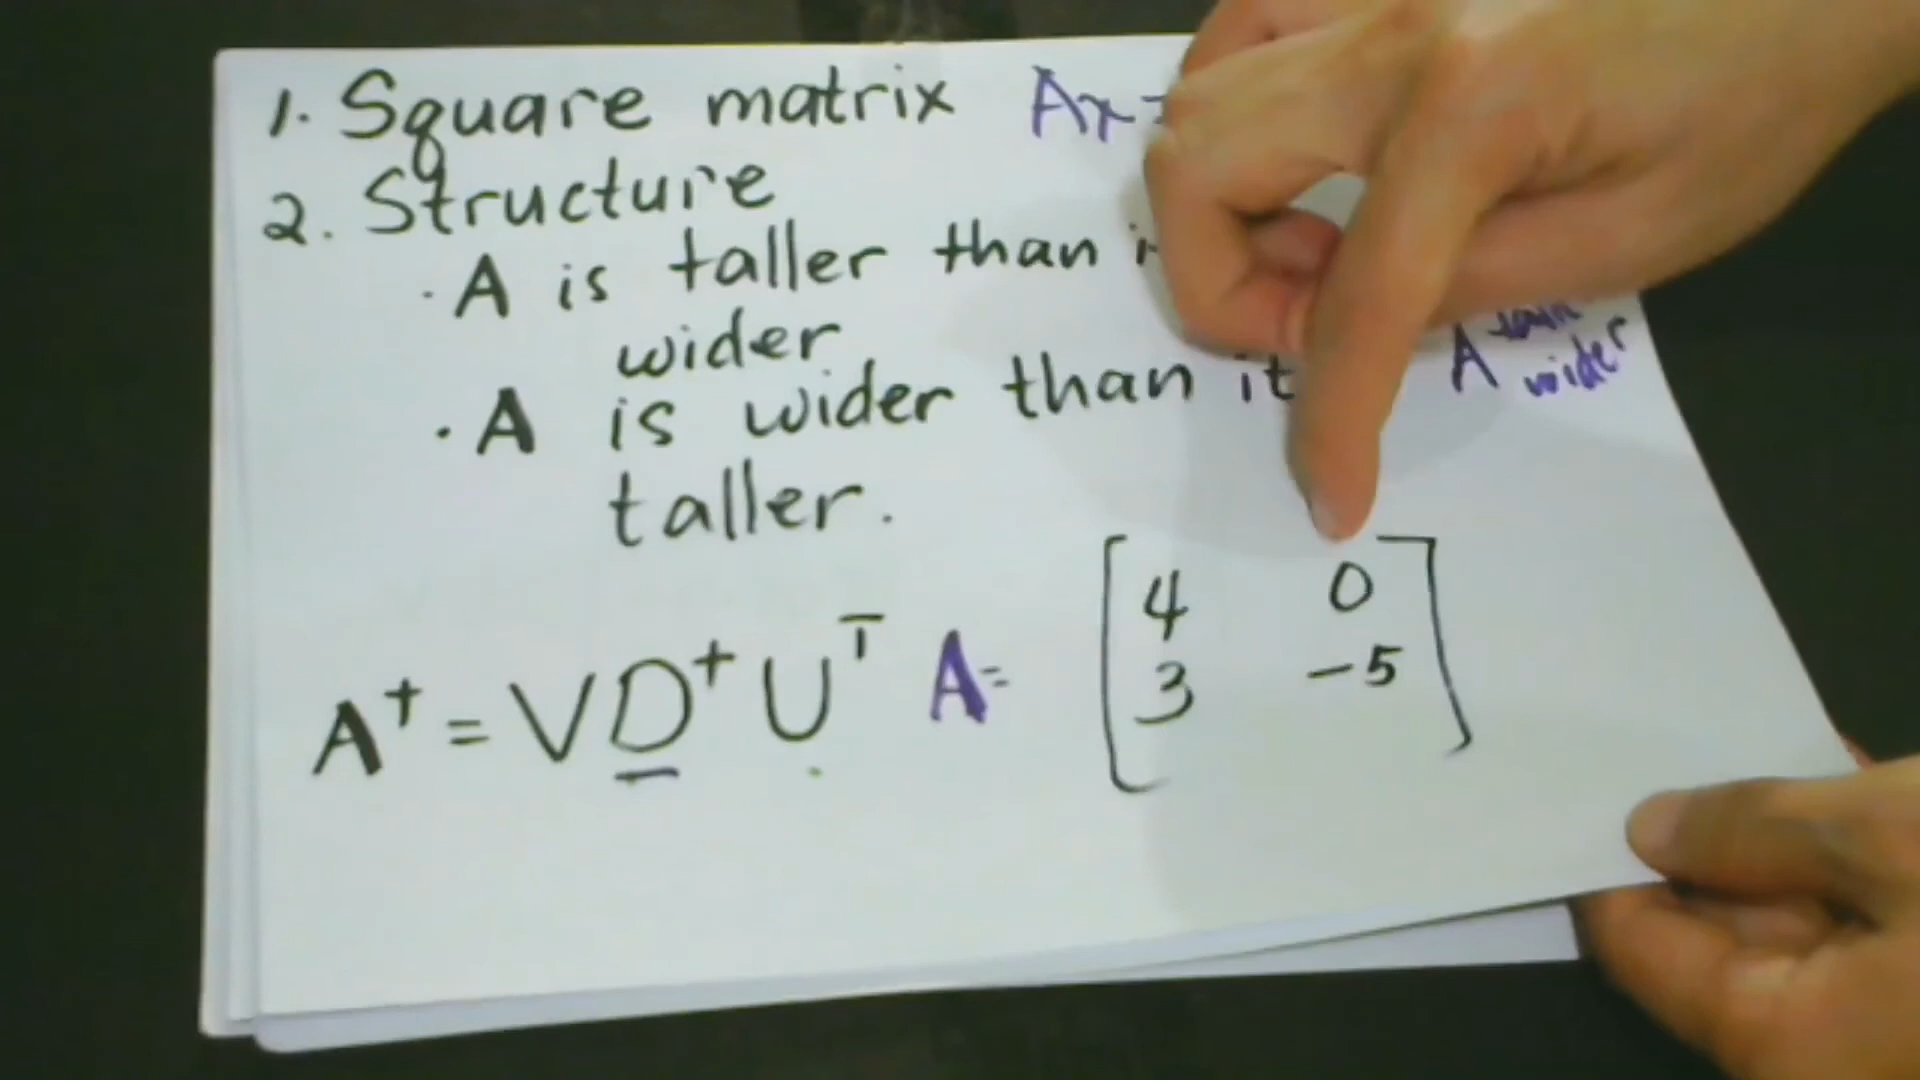 1. Square matrix Ax=
2. Structure
· A is taller than
wider
· A is wider than it
taller.
A wider
A⁺ = VD⁺U^T A= [4 0
3 -5]